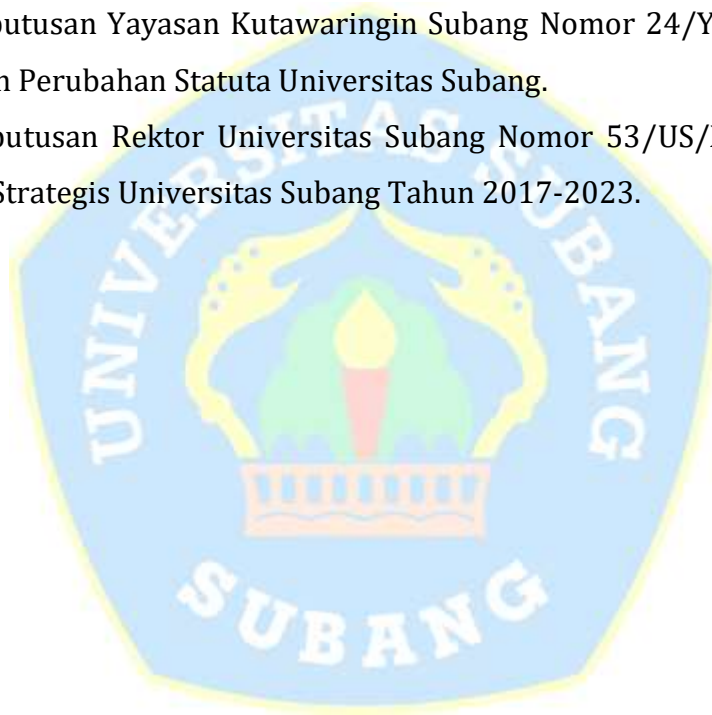 putusan Yayasan Kutawaringin Subang Nomor 24/Y
n Perubahan Statuta Universitas Subang.
putusan Rektor Universitas Subang Nomor 53/US/
Strategis Universitas Subang Tahun 2017-2023.
UNIVERSITAS SUBANG
SUBANG